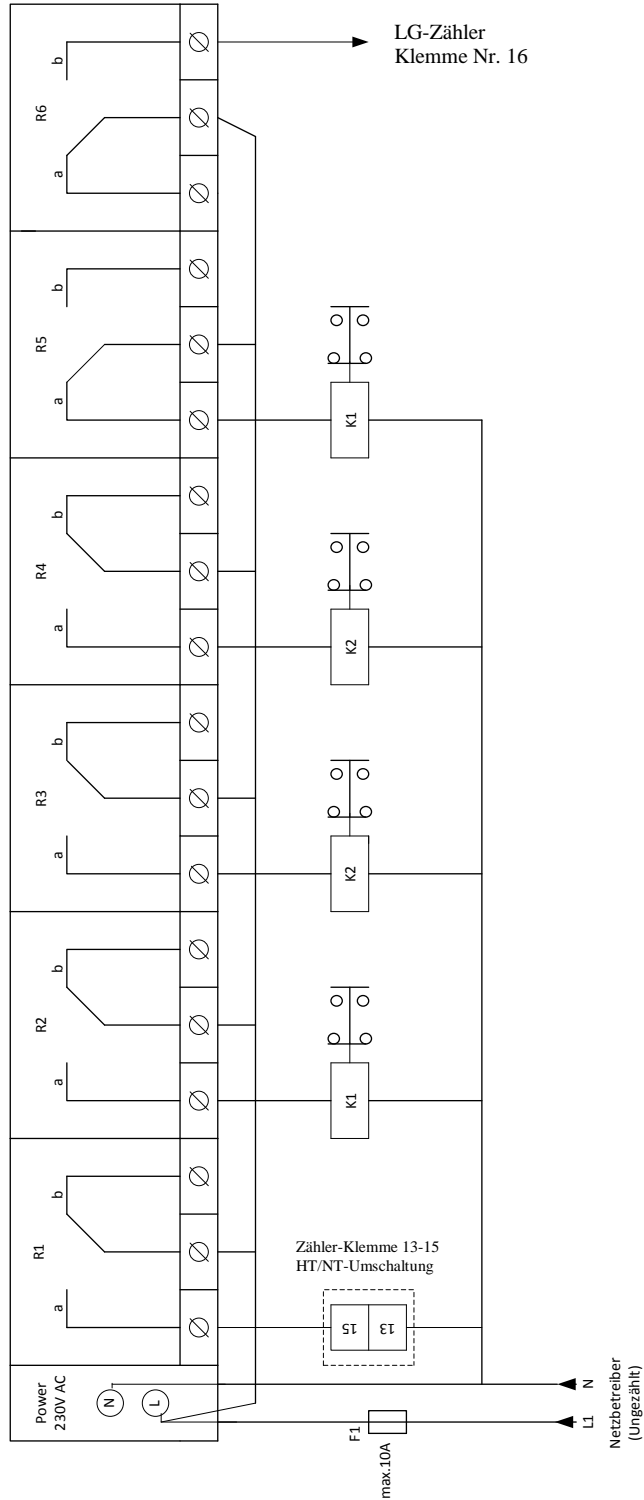 LG-Zähler
Klemme Nr. 16
b
R6
a
b
R5
a
K1
b
R4
a
K2
b
R3
a
K2
b
R2
a
K1
b
R1
a
Zähler-Klemme 13-15
HT/NT-Umschaltung
15
13
Power
230V AC
N
L
F1
max.10A
N
L1
Netzbetreiber
(Ungezählt)